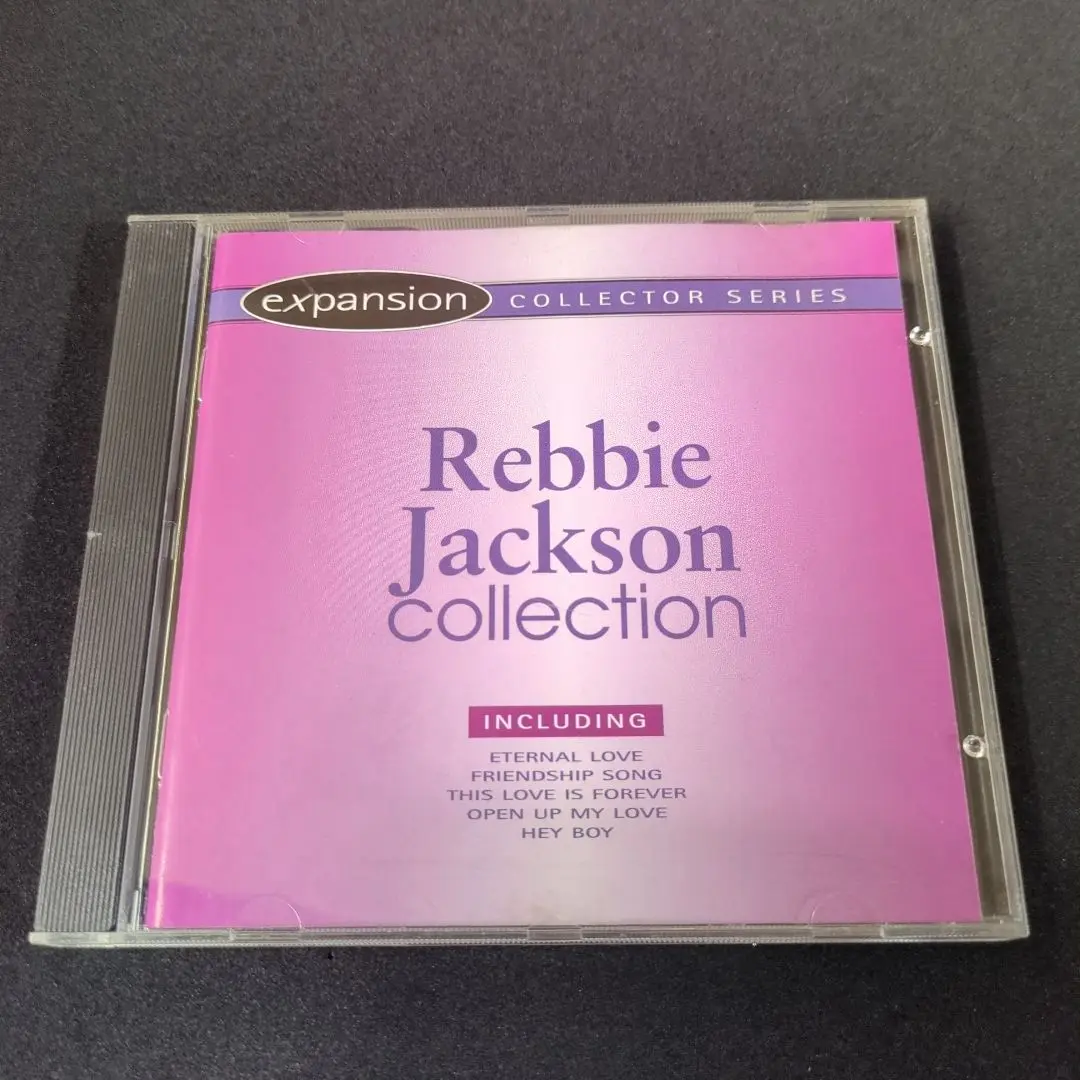 expansion COLLECTOR SERIES
Rebbie
Jackson
collection
INCLUDING
ETERNAL LOVE
FRIENDSHIP SONG
THIS LOVE IS FOREVER
OPEN UP MY LOVE
HEY BOY